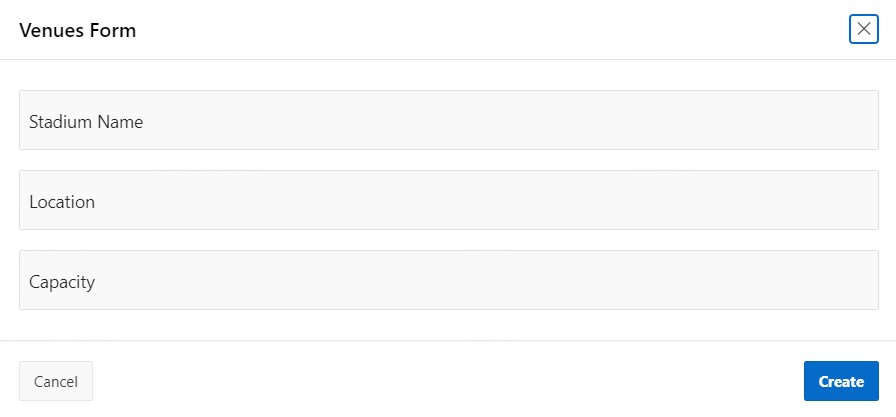 Venues Form
Stadium Name
Location
Capacity
Cancel
Create